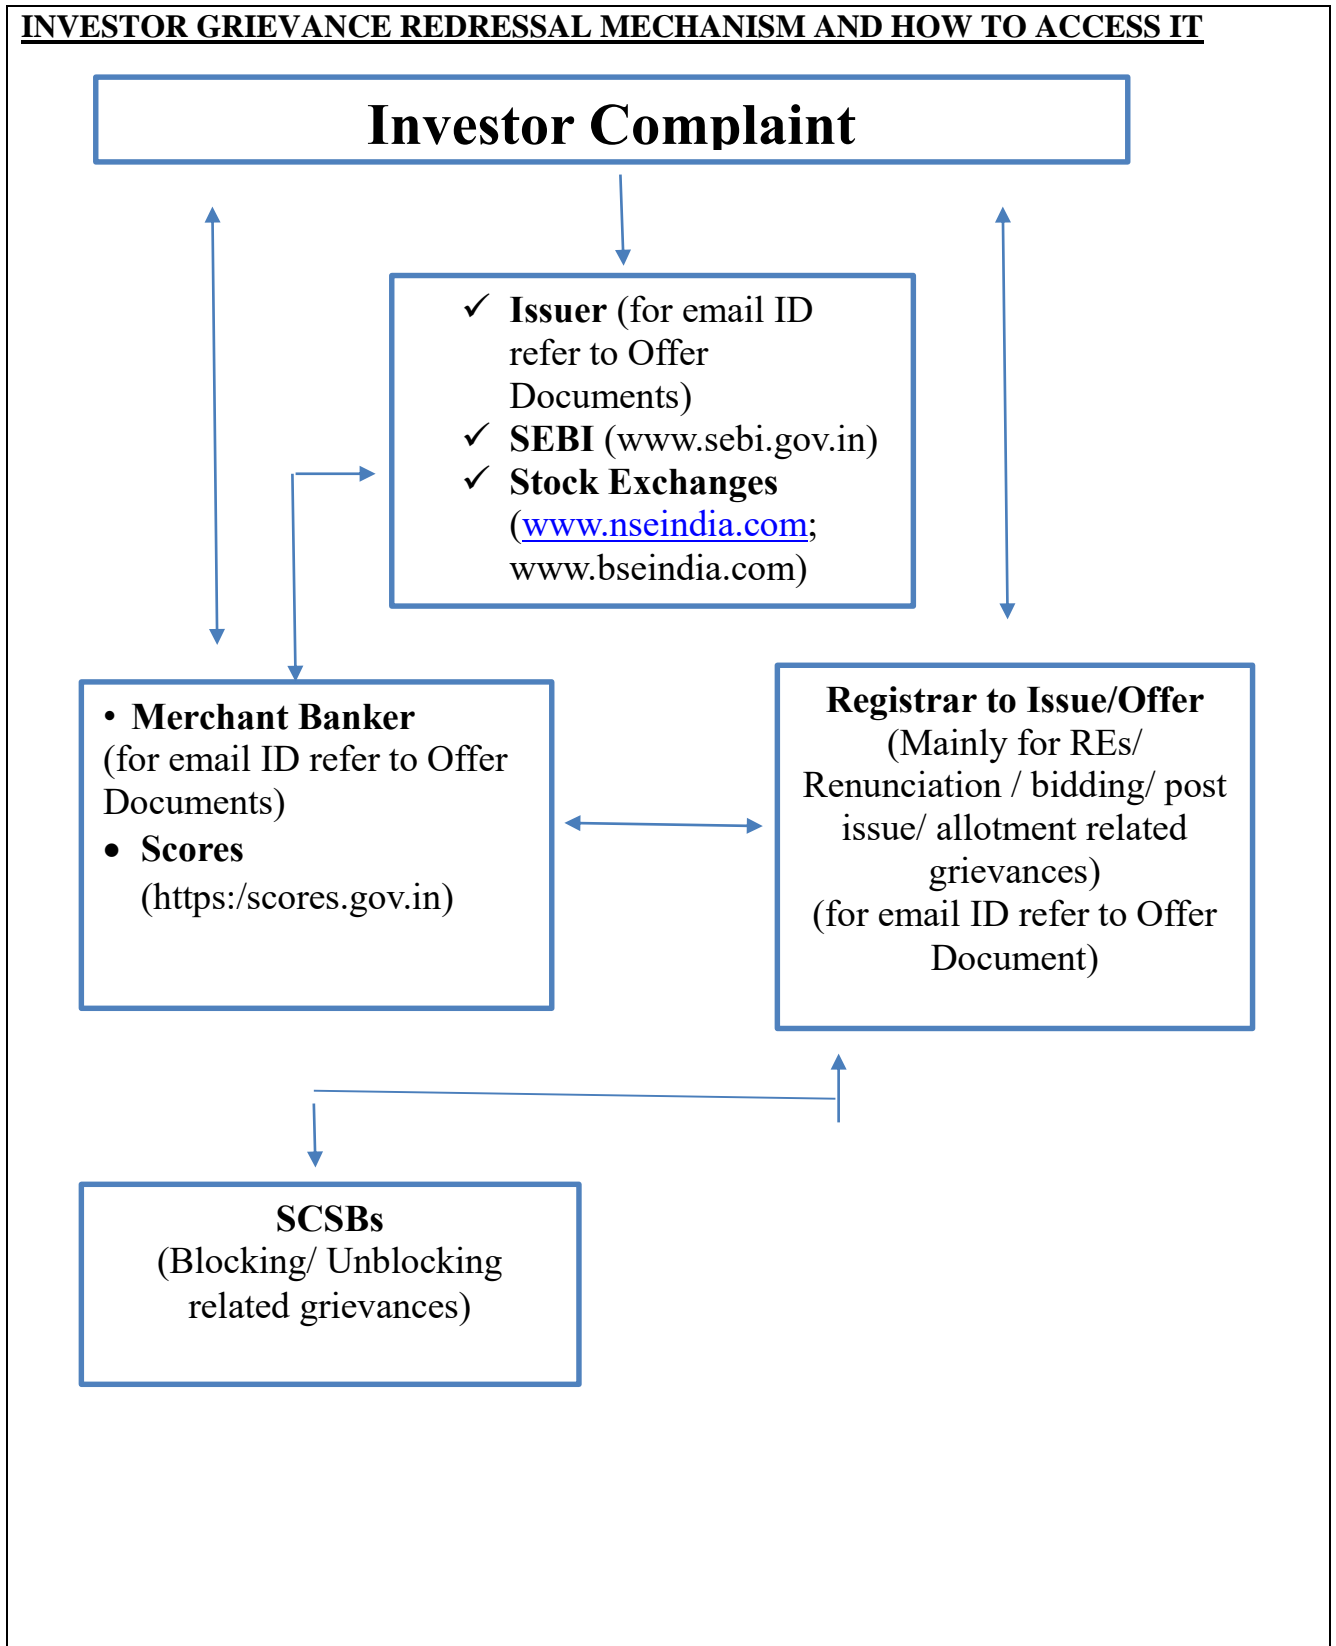 INVESTOR GRIEVANCE REDRESSAL MECHANISM AND HOW TO ACCESS IT
Investor Complaint
✓ Issuer (for email ID
refer to Offer
Documents)
✓ SEBI (www.sebi.gov.in)
✓ Stock Exchanges
(www.nseindia.com;
www.bseindia.com)
• Merchant Banker
(for email ID refer to Offer
Documents)
• Scores
(https:/scores.gov.in)
Registrar to Issue/Offer
(Mainly for REs/
Renunciation / bidding/ post
issue/ allotment related
grievances)
(for email ID refer to Offer
Document)
SCSBs
(Blocking/ Unblocking
related grievances)